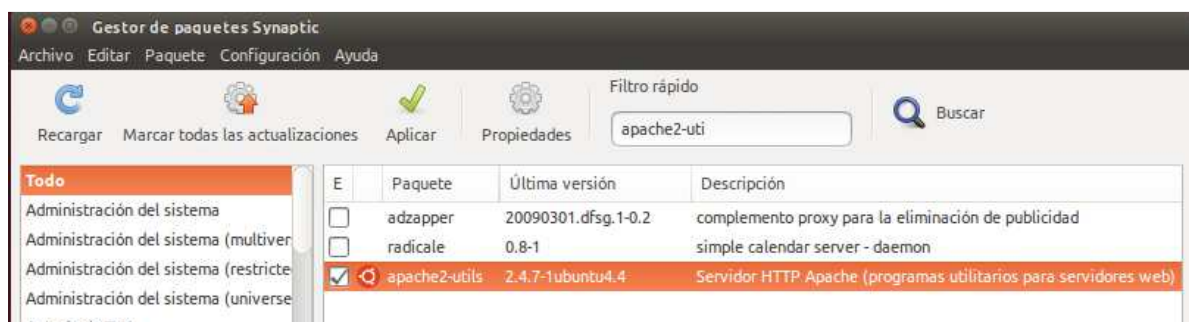 Gestor de paquetes Synaptic
Archivo Editar Paquete Configuración Ayuda
Recargar Marcar todas las actualizaciones Aplicar Propiedades
Filtro rápido
apache2-uti
Buscar
Todo
Administración del sistema
Administración del sistema (multiver
Administración del sistema (restricte
Administración del sistema (universe
E Paquete Última versión Descripción
adzapper 20090301.dfsg.1-0.2 complemento proxy para la eliminación de publicidad
radicale 0.8-1 simple calendar server - daemon
apache2-utils 2.4.7-1ubuntu4.4 Servidor HTTP Apache (programas utilitarios para servidores web)